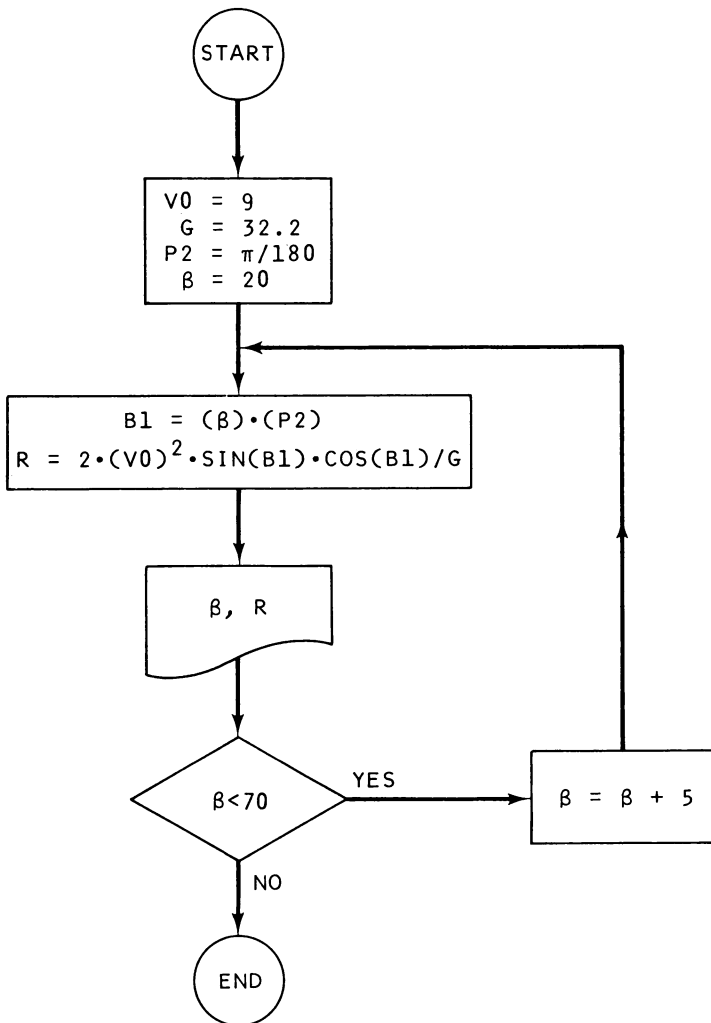 START
V0 = 9
G = 32.2
P2 = π/180
β = 20
B1 = (β)•(P2)
R = 2•(V0)²•SIN(B1)•COS(B1)/G
β, R
β<70
YES
β = β + 5
NO
END